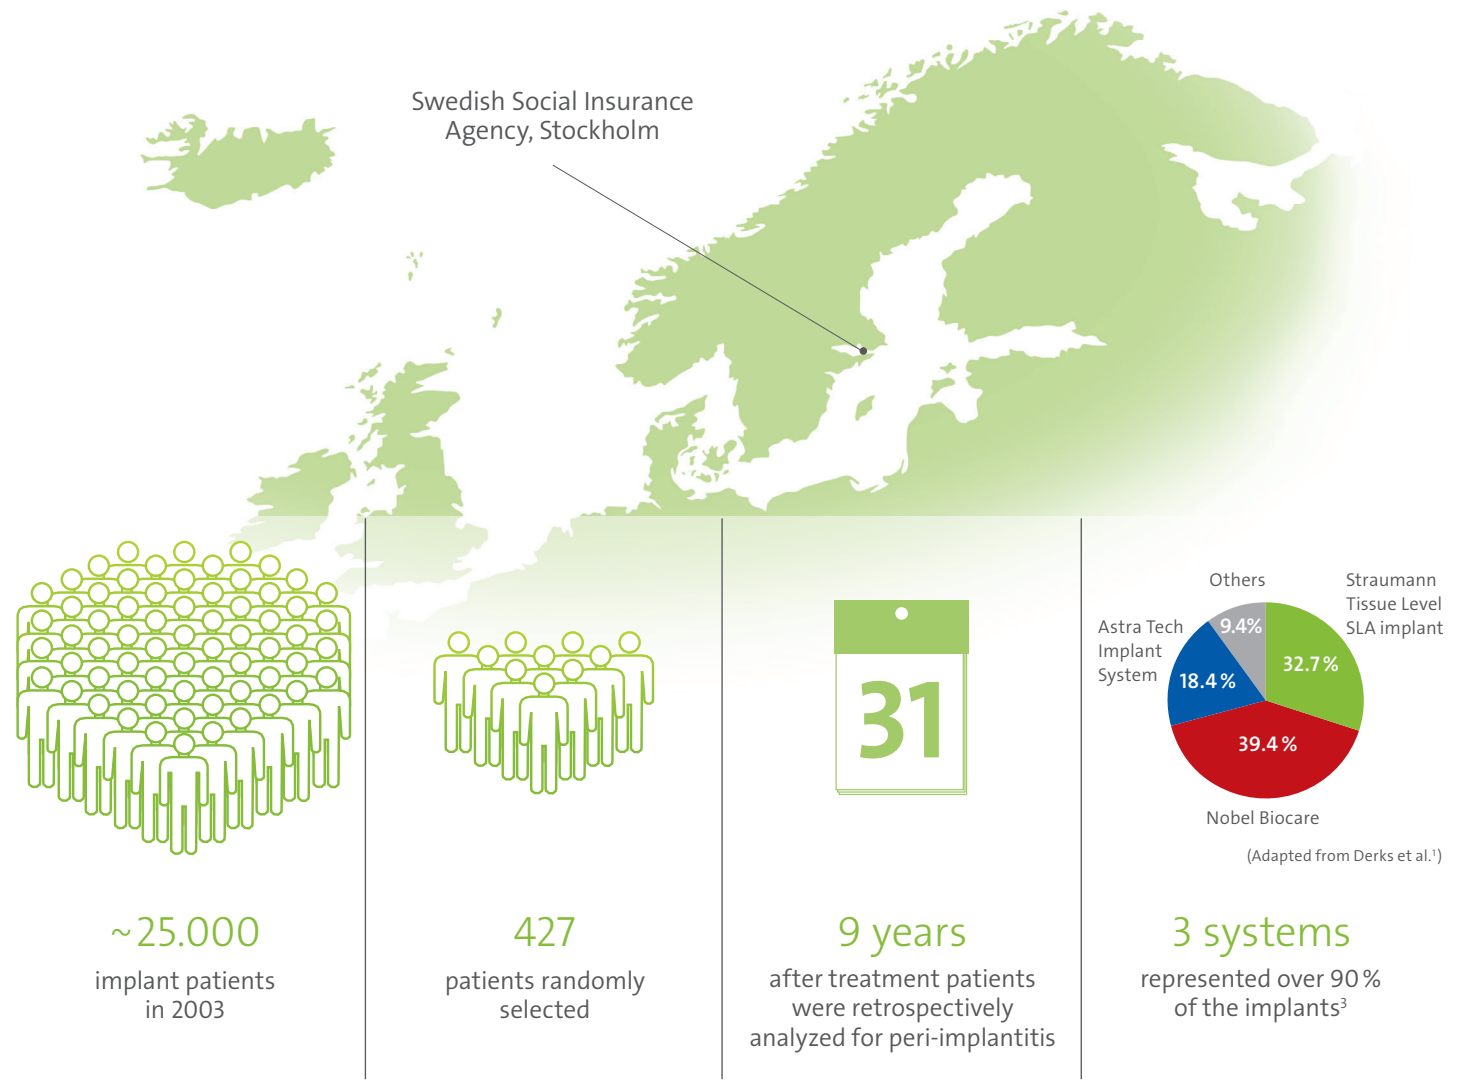 Swedish Social Insurance
Agency, Stockholm
31
Others
Straumann
Tissue Level
SLA implant
Astra Tech
Implant
System
9.4%
32.7 %
18.4 %
39.4 %
Nobel Biocare
(Adapted from Derks et al.¹)
~25.000
implant patients
in 2003
427
patients randomly
selected
9 years
after treatment patients
were retrospectively
analyzed for peri-implantitis
3 systems
represented over 90 %
of the implants³